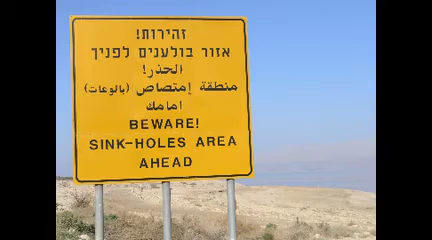 זהירות!
אזור בולענים לפניך
الحذر!
منطقة إمتصاص (بالوعات)
امامك
BEWARE!
SINK-HOLES AREA
AHEAD